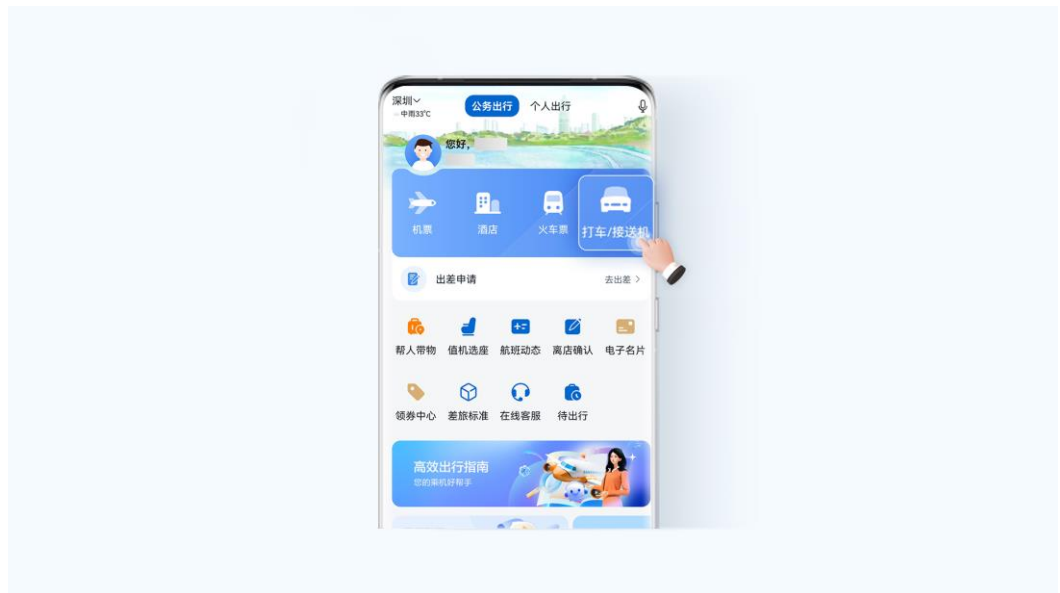 深圳
中雨33°C
公务出行 个人出行
您好，
机票 酒店 火车票 打车/接送机
出差申请 去出差
帮人带物 值机选座 航班动态 离店确认 电子名片
领券中心 差旅标准 在线客服 待出行
高效出行指南
您的乘机好帮手